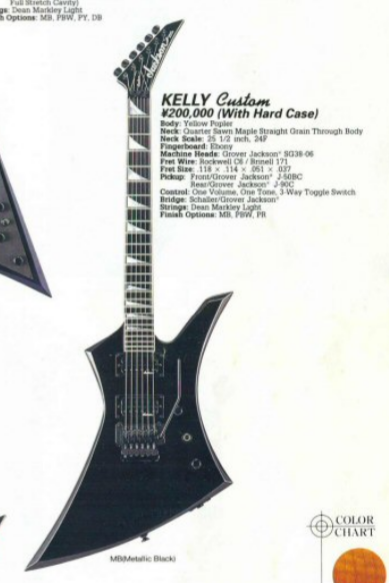 Full Stretch Cavity)
gs: Dean Markley Light
h Options: MB, PBW, PY, DB
Jackson
KELLY Custom
¥200,000 (With Hard Case)
Body: Yellow Popler
Neck: Quarter Sawn Maple Straight Grain Through Body
Neck Scale: 25 1/2 inch, 24F
Fingerboard: Ebony
Machine Heads: Grover Jackson® SG38-06
Fret Wire: Rockwell C8 / Brinell 171
Fret Size: .118 × .114 × .051 × .037
Pickup: Front/Grover Jackson® J-50BC
Rear/Grover Jackson® J-90C
Control: One Volume, One Tone, 3-Way Toggle Switch
Bridge: Schaller/Grover Jackson®
Strings: Dean Markley Light
Finish Options: MB, PBW, PR
MB(Metallic Black)
COLOR
CHART